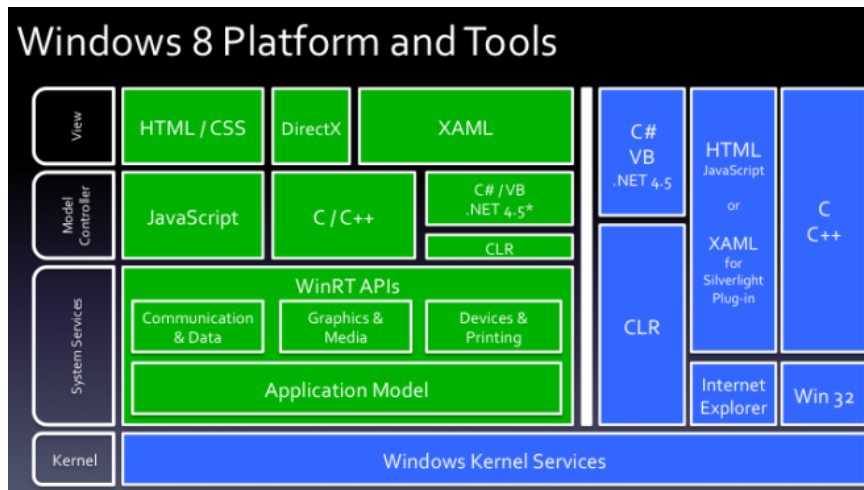 Windows 8 Platform and Tools
View
HTML / CSS
DirectX
XAML
C#
VB
.NET 4.5
HTML
JavaScript
or
XAML
for
Silverlight
Plug-in
C
C++
Model
Controller
JavaScript
C / C++
C# / VB
.NET 4.5*
CLR
System Services
WinRT APIs
Communication
& Data
Graphics &
Media
Devices &
Printing
Application Model
CLR
Internet
Explorer
Win 32
Kernel
Windows Kernel Services